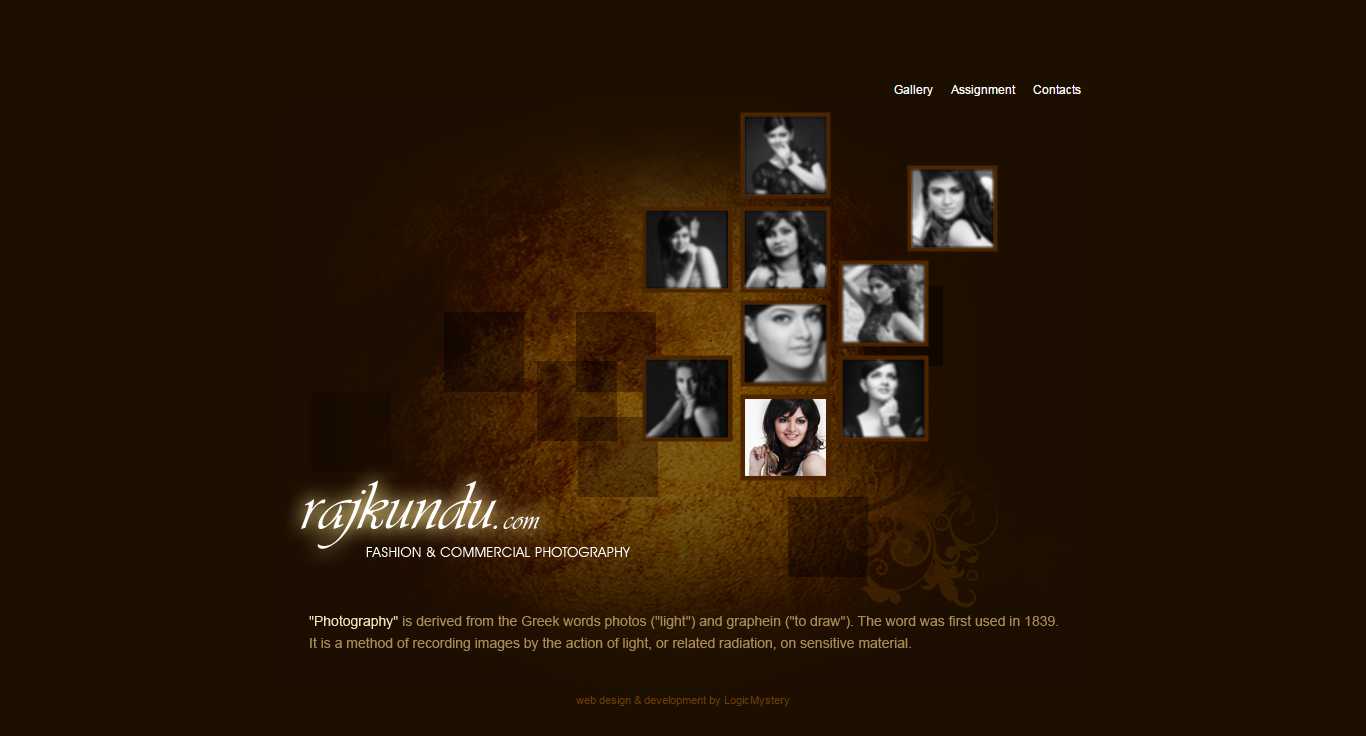 Gallery Assignment Contacts
rajkundu.com
FASHION & COMMERCIAL PHOTOGRAPHY
"Photography" is derived from the Greek words photos ("light") and graphein ("to draw"). The word was first used in 1839.
It is a method of recording images by the action of light, or related radiation, on sensitive material.
web design & development by LogicMystery